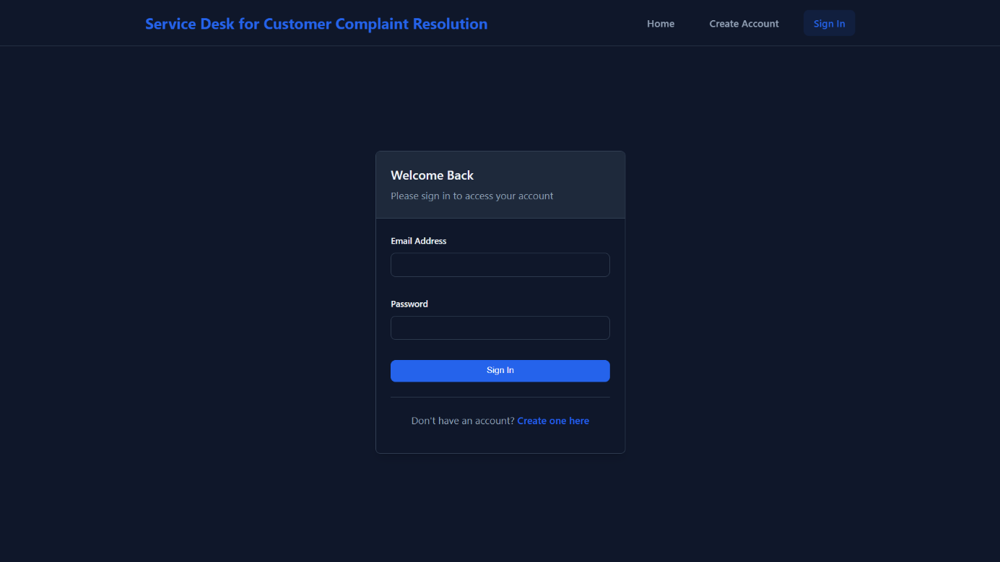 Service Desk for Customer Complaint Resolution
Home
Create Account
Sign In
Welcome Back
Please sign in to access your account
Email Address
Password
Sign In
Don't have an account? Create one here